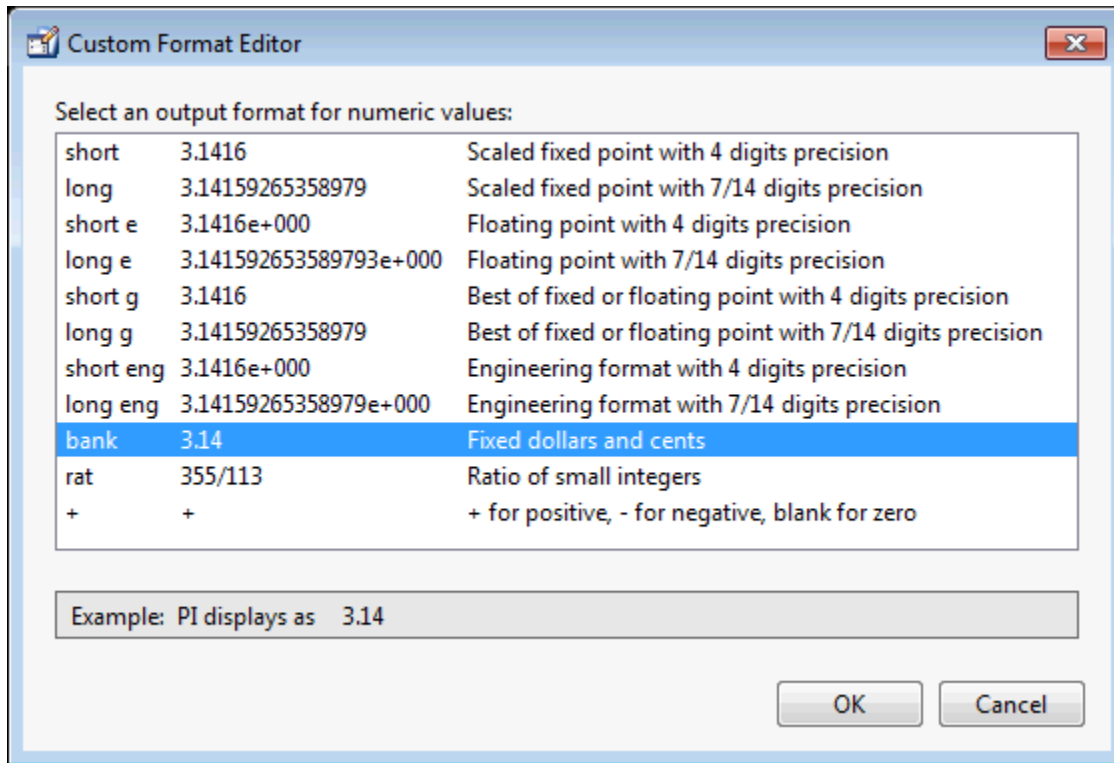 Custom Format Editor
Select an output format for numeric values:
short 3.1416 Scaled fixed point with 4 digits precision
long 3.14159265358979 Scaled fixed point with 7/14 digits precision
short e 3.1416e+000 Floating point with 4 digits precision
long e 3.141592653589793e+000 Floating point with 7/14 digits precision
short g 3.1416 Best of fixed or floating point with 4 digits precision
long g 3.14159265358979 Best of fixed or floating point with 7/14 digits precision
short eng 3.1416e+000 Engineering format with 4 digits precision
long eng 3.14159265358979e+000 Engineering format with 7/14 digits precision
bank 3.14 Fixed dollars and cents
rat 355/113 Ratio of small integers
+ + + for positive, - for negative, blank for zero
Example: PI displays as 3.14
OK Cancel